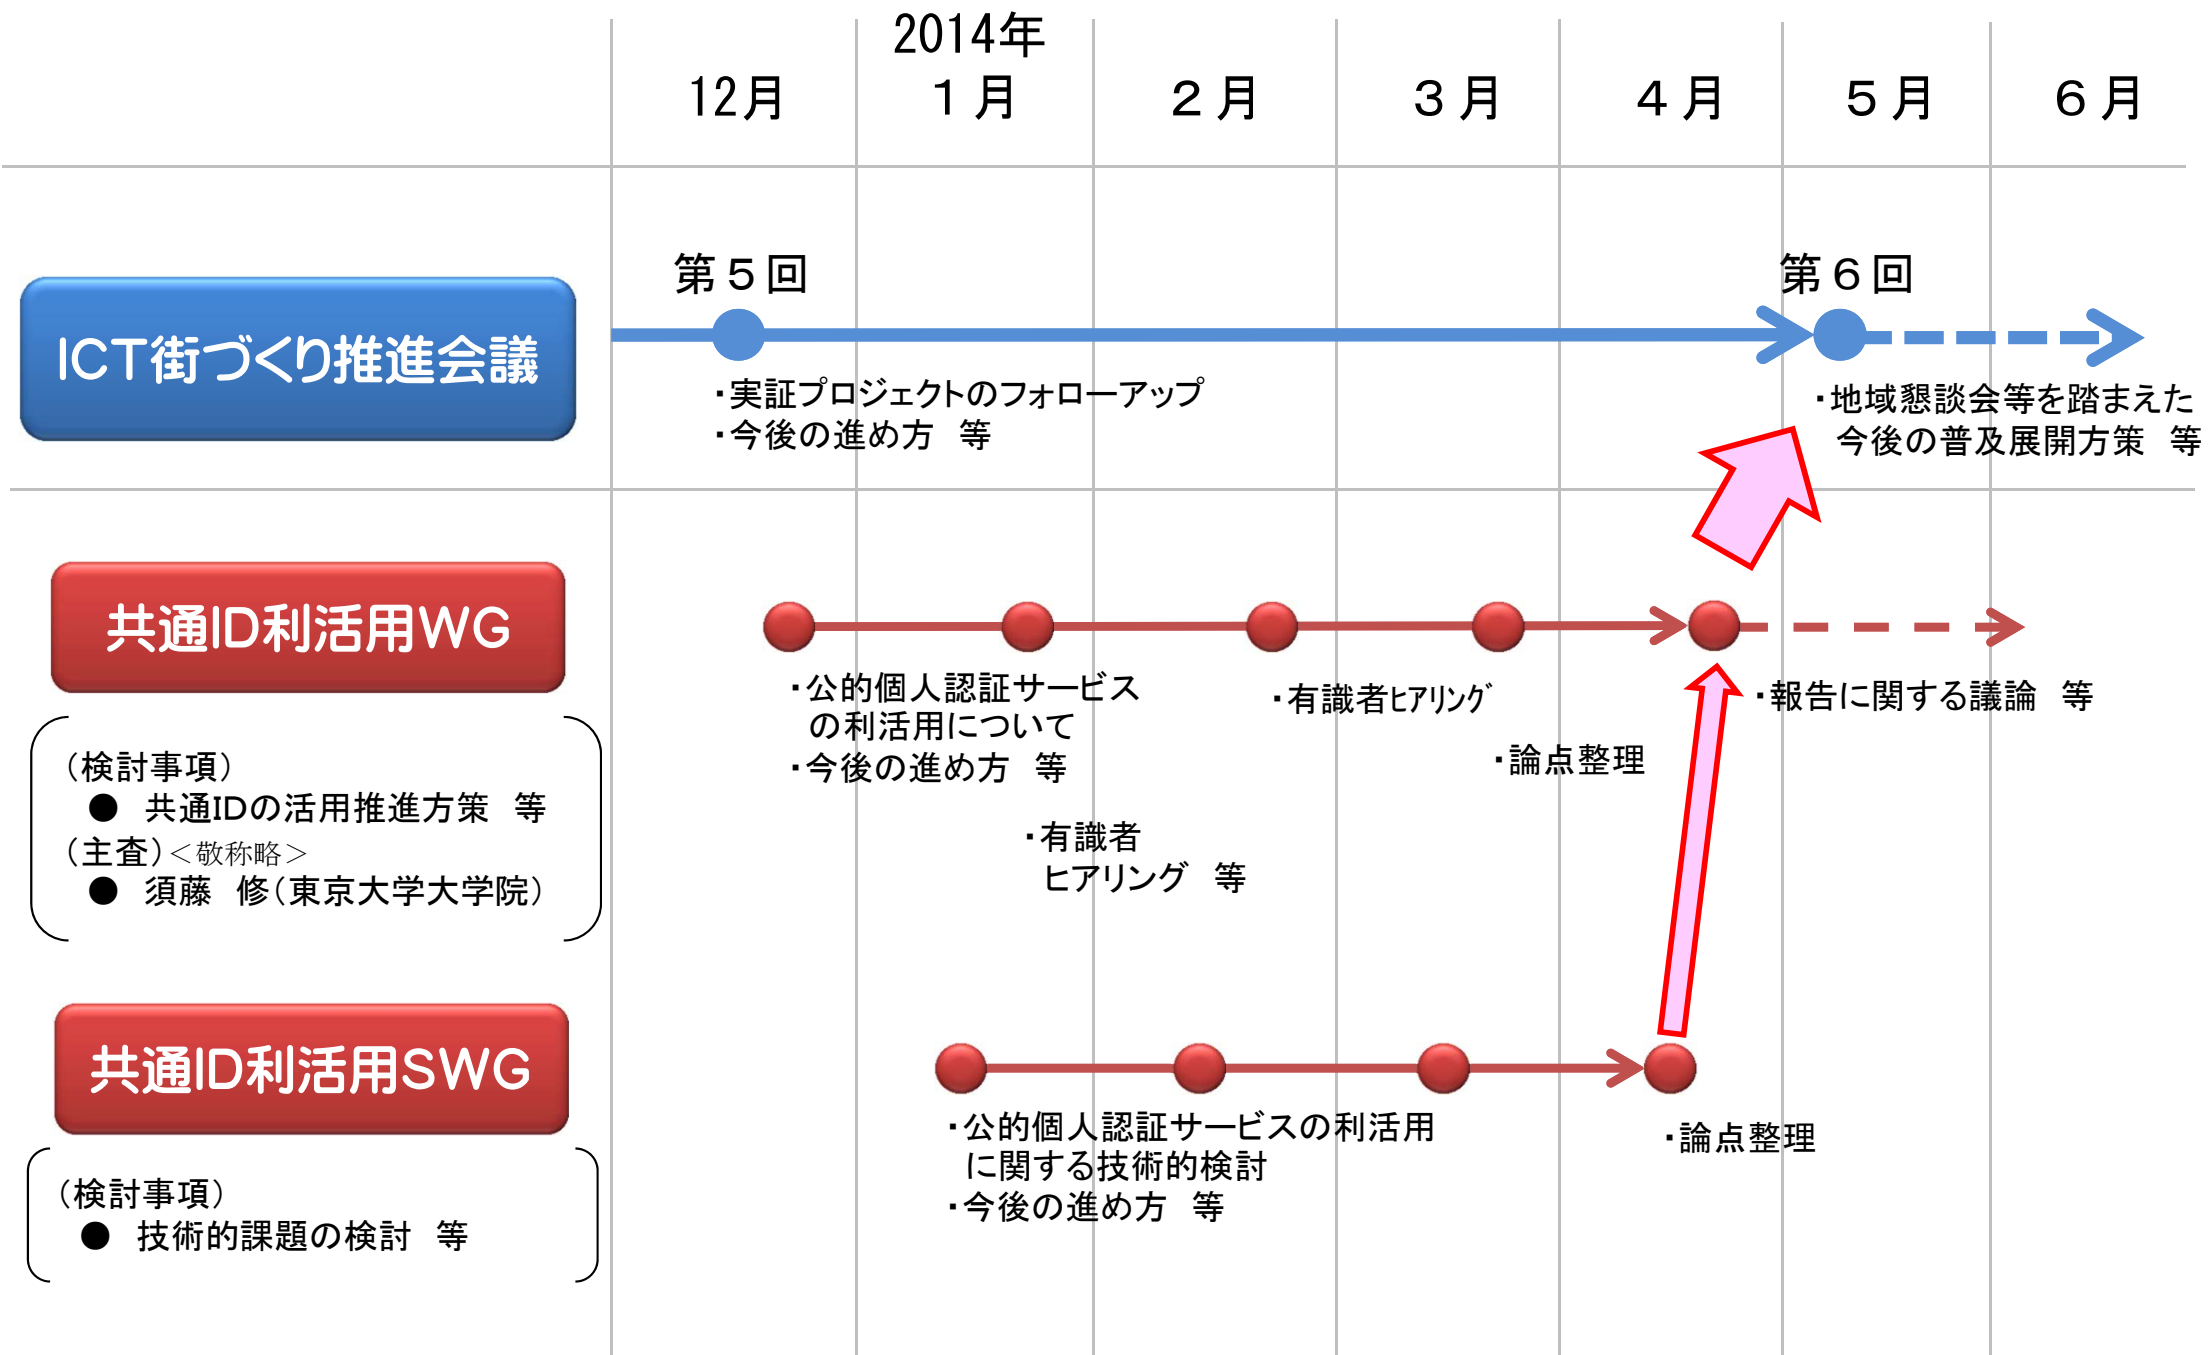 2014年
12月
１月
２月
３月
４月
５月
６月
第５回
第６回
ICT街づくり推進会議
・実証プロジェクトのフォローアップ
・今後の進め方　等
・地域懇談会等を踏まえた
今後の普及展開方策　等
共通ID利活用WG
・公的個人認証サービス
の利活用について
・今後の進め方　等
・有識者
ヒアリング　等
・有識者ﾋｱﾘﾝｸﾞ
・論点整理
・報告に関する議論　等
（検討事項）
●　共通IDの活用推進方策　等
（主査）＜敬称略＞
●　須藤　修（東京大学大学院）
共通ID利活用SWG
・公的個人認証サービスの利活用
に関する技術的検討
・今後の進め方　等
・論点整理
（検討事項）
●　技術的課題の検討　等